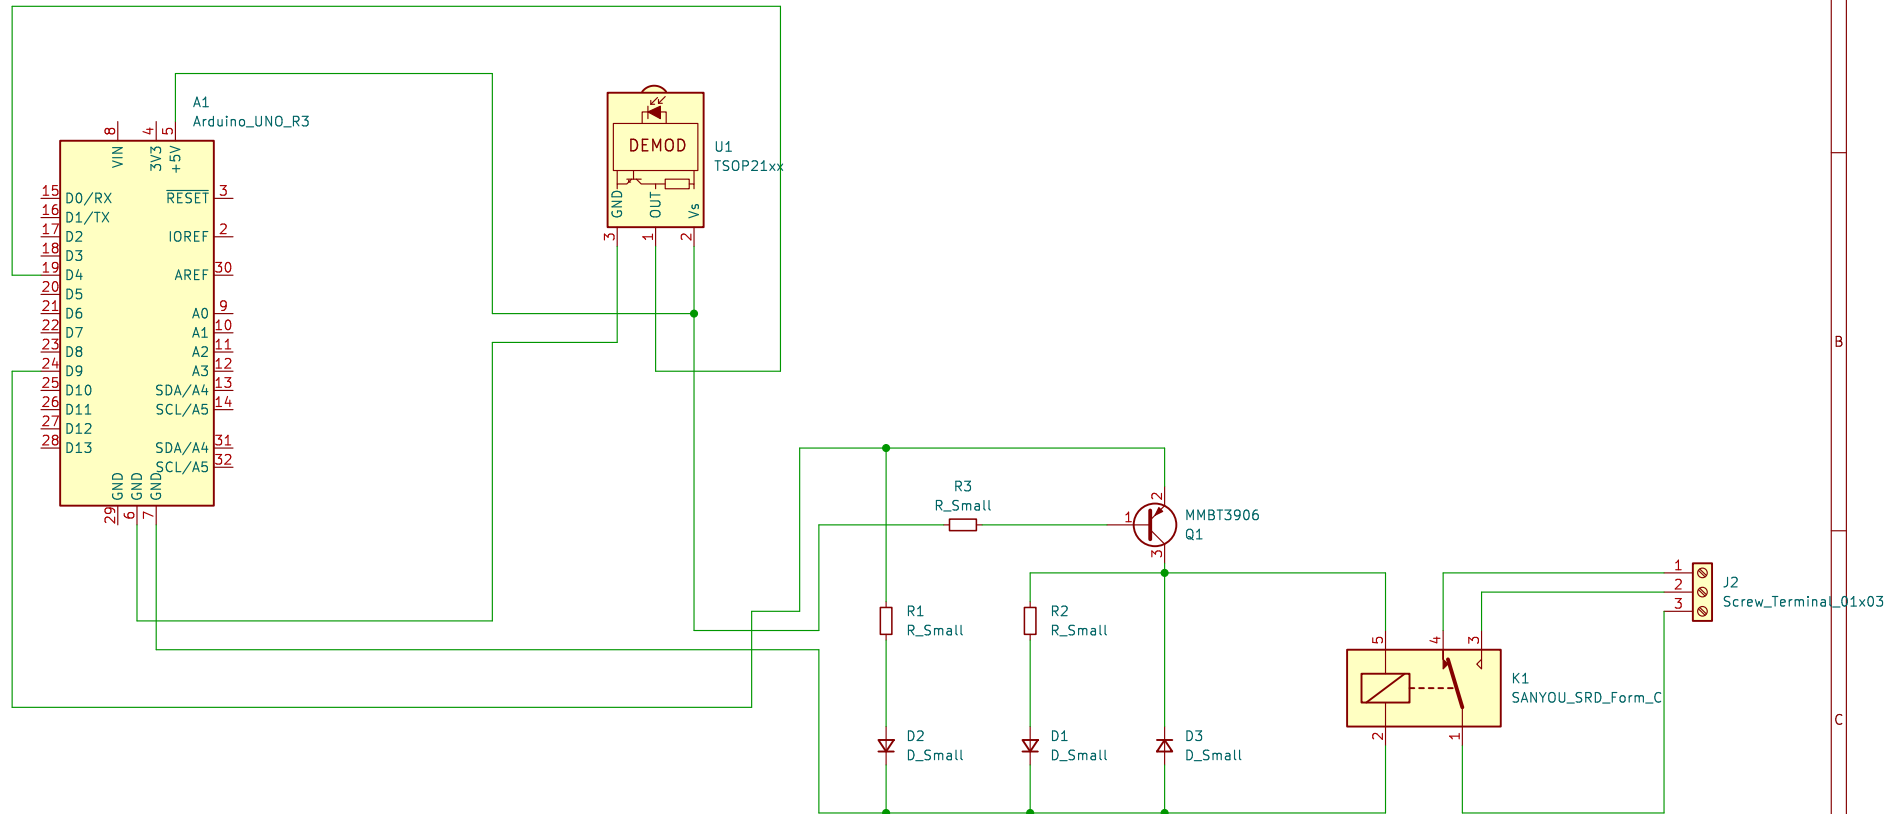 A1
Arduino_UNO_R3
8
4
5
VIN
3V3
+5V
15
D0/RX
RESET
3
16
D1/TX
17
D2
IOREF
2
18
D3
19
D4
AREF
30
20
D5
21
D6
A0
9
22
D7
A1
10
23
D8
A2
11
24
D9
A3
12
25
D10
SDA/A4
13
26
D11
SCL/A5
14
27
D12
28
D13
SDA/A4
31
SCL/A5
32
GND
GND
GND
29
6
7
DEMOD
U1
TSOP21xx
GND
OUT
Vs
3
1
2
B
R3
R_Small
2
1
MMBT3906
Q1
3
R1
R_Small
R2
R_Small
1
2
3
J2
Screw_Terminal_01x03
5
4
3
K1
SANYOU_SRD_Form_C
2
1
C
D2
D_Small
D1
D_Small
D3
D_Small